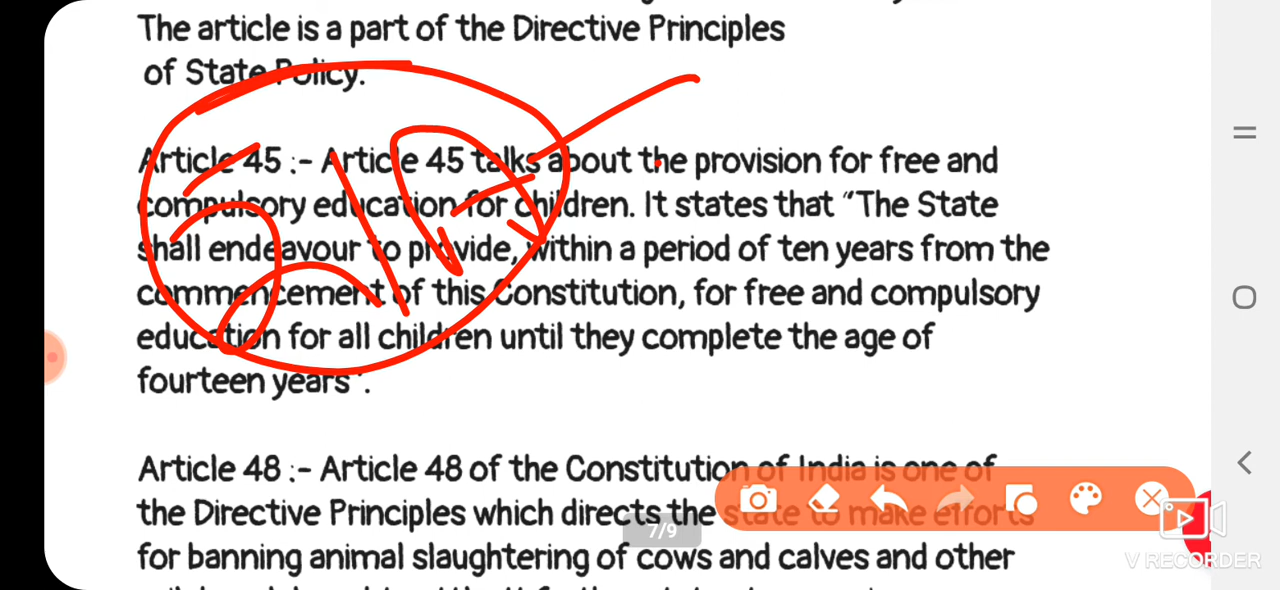 The article is a part of the Directive Principles
of State Policy.
Article 45 :- Article 45 talks about the provision for free and
compulsory education for children. It states that “The State
shall endeavour to provide, within a period of ten years from the
commencement of this Constitution, for free and compulsory
education for all children until they complete the age of
fourteen years”.
21A
Article 48 :- Article 48 of the Constitution of India is one of
the Directive Principles which directs the state to make efforts
7/9
for banning animal slaughtering of cows and calves and other
V RECORDER